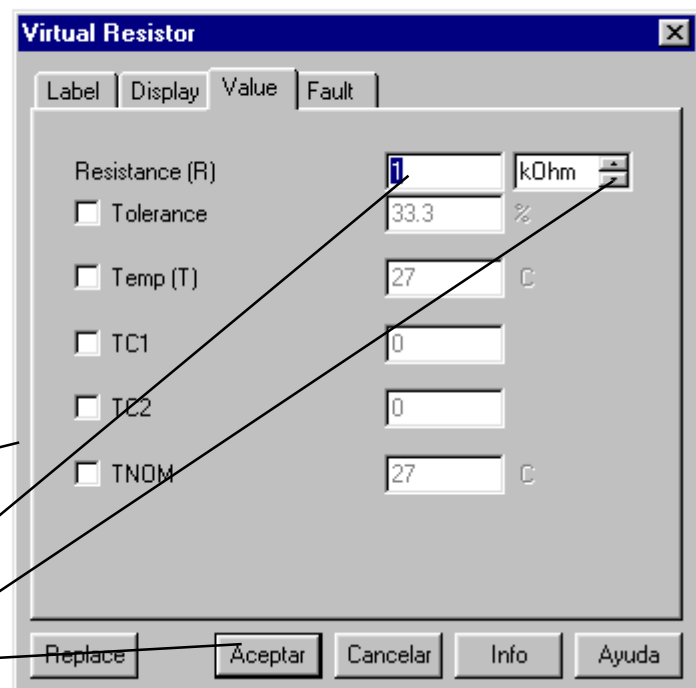 Virtual Resistor
Label Display Value Fault
Resistance (R) 1 kOhm
Tolerance 33.3 %
Temp (T) 27 C
TC1 0
TC2 0
TNOM 27 C
Replace Aceptar Cancelar Info Ayuda